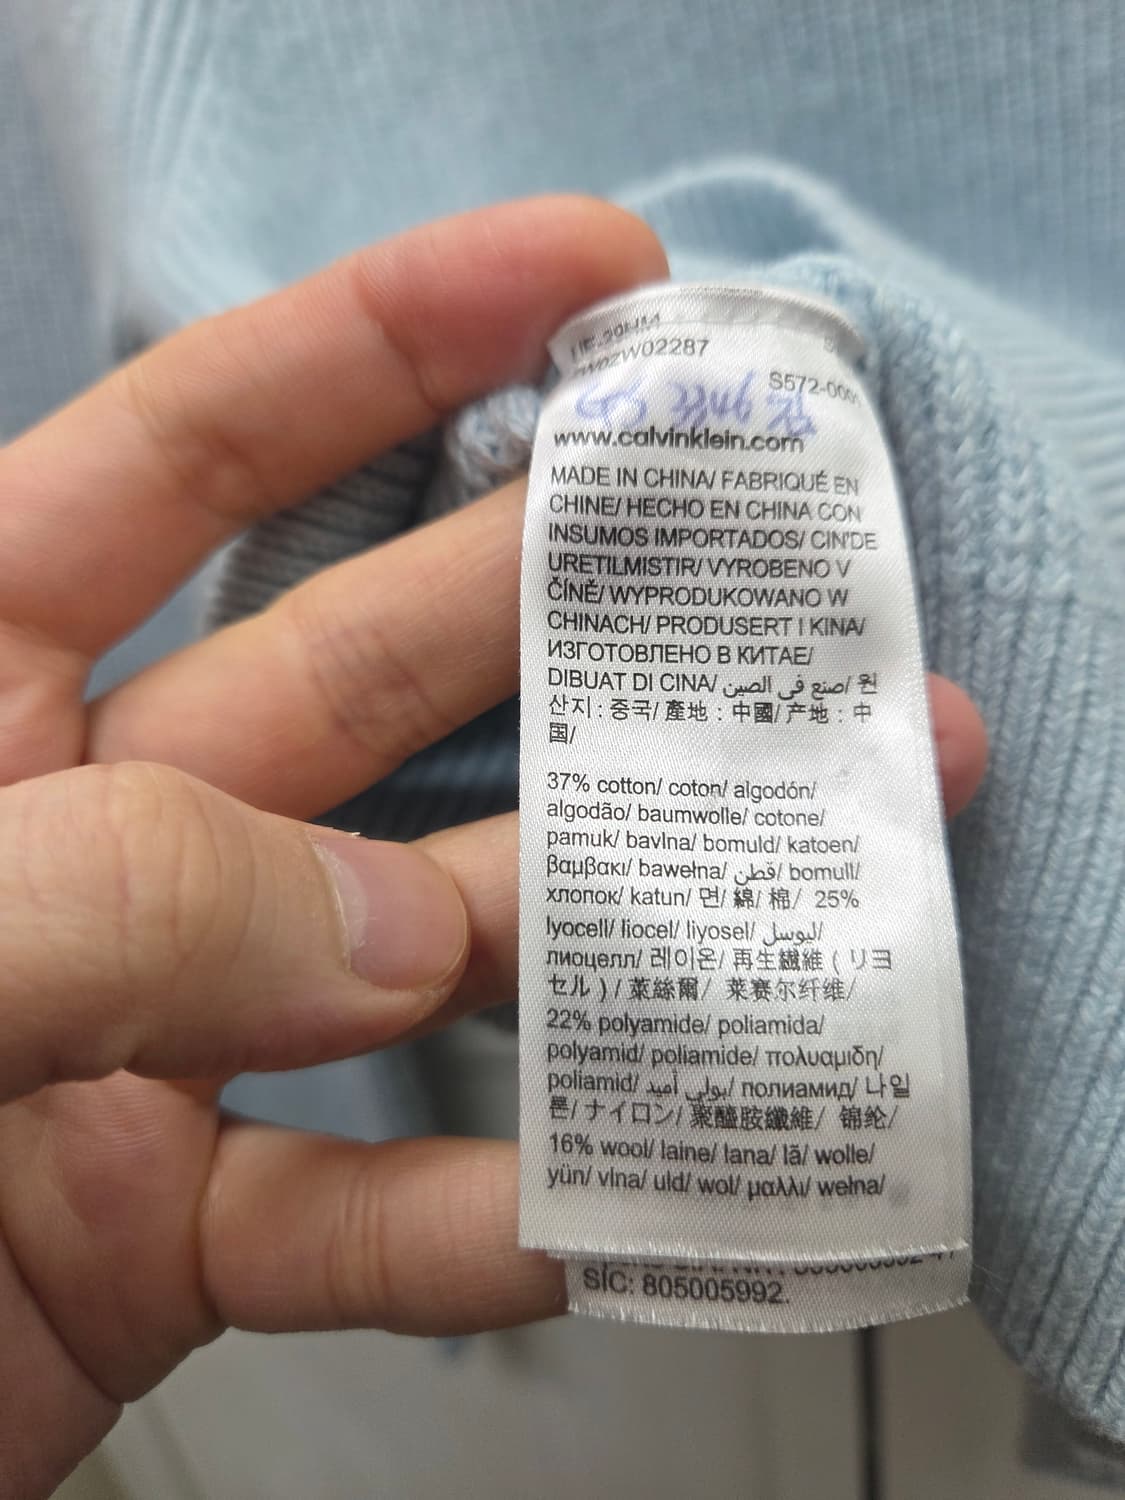 ZW0ZW02287
www.calvinklein.com
MADE IN CHINA/ FABRIQUÉ EN
CHINE/ HECHO EN CHINA CON
INSUMOS IMPORTADOS/ CIN'DE
URETILMISTIR/ VYROBENO V
ČÍNĚ/ WYPRODUKOWANO W
CHINACH/ PRODUSERT I KINA/
ИЗГОТОВЛЕНО В КИТАЕ/
DIBUAT DI CINA/ صنع في الصين/ 원
산지 : 중국/ 產地 : 中國/ 产地 : 中
国/
37% cotton/ coton/ algodón/
algodão/ baumwolle/ cotone/
pamuk/ bavlna/ bomuld/ katoen/
βαμβακι/ bawełna/ قطن/ bomull/
хлопок/ katun/ 면/ 綿/ 棉/ 25%
lyocell/ liocel/ liyosel/ ليوسل/
лиоцелл/ 레이온/ 再生繊維 ( リヨ
セル ) / 萊絲爾/ 莱赛尔纤维/
22% polyamide/ poliamida/
polyamid/ poliamide/ πολυαμιδη/
poliamid/ بولي أميد/ полиамид/ 나일
론/ ナイロン/ 聚醯胺纖維/ 锦纶/
16% wool/ laine/ lana/ lã/ wolle/
yün/ vlna/ uld/ wol/ μαλλι/ wełna/
SİC: 805005992.